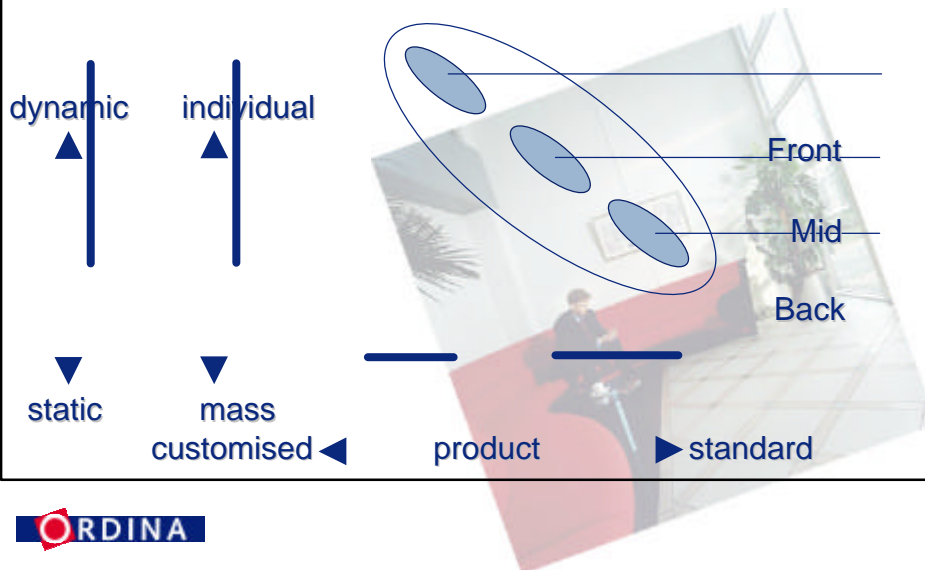 dynamic individual
Front
Mid
Back
static mass
customised product standard
ORDINA